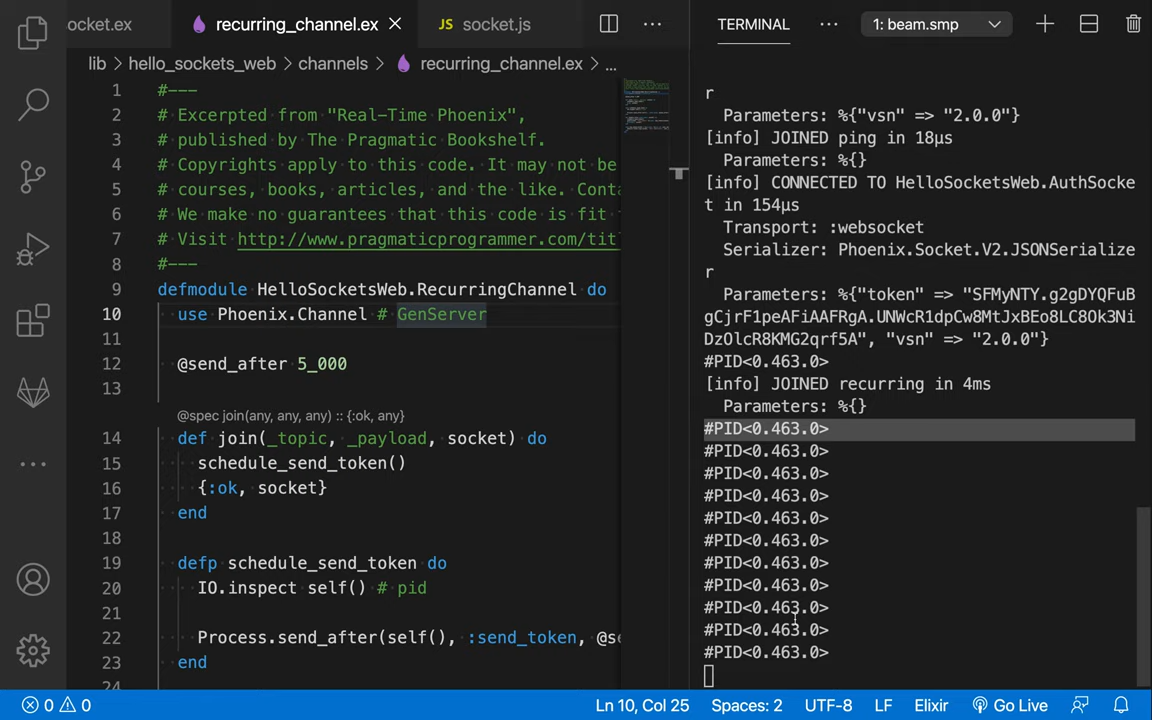 ocket.ex
recurring_channel.ex
JS socket.js
...
lib > hello_sockets_web > channels > recurring_channel.ex > ...
1 #---
2 # Excerpted from "Real-Time Phoenix",
3 # published by The Pragmatic Bookshelf.
4 # Copyrights apply to this code. It may not be
5 # courses, books, articles, and the like. Conta
6 # We make no guarantees that this code is fit
7 # Visit http://www.pragmaticprogrammer.com/titl
8 #---
9 defmodule HelloSocketsWeb.RecurringChannel do
10 use Phoenix.Channel # GenServer
11
12 @send_after 5_000
13
@spec join(any, any, any) :: {:ok, any}
14 def join(_topic, _payload, socket) do
15 schedule_send_token()
16 {:ok, socket}
17 end
18
19 defp schedule_send_token do
20 IO.inspect self() # pid
21
22 Process.send_after(self(), :send_token, @se
23 end
24
TERMINAL ... 1: beam.smp
r
Parameters: %{"vsn" => "2.0.0"}
[info] JOINED ping in 18µs
Parameters: %{}
[info] CONNECTED TO HelloSocketsWeb.AuthSocke
t in 154µs
Transport: :websocket
Serializer: Phoenix.Socket.V2.JSONSerialize
r
Parameters: %{"token" => "SFMyNTY.g2gDYQFuB
gCjrF1peAFiAAFRgA.UNWcR1dpCw8MtJxBEo8LC8Ok3Ni
DzOlcR8KMG2qrf5A", "vsn" => "2.0.0"}
#PID<0.463.0>
[info] JOINED recurring in 4ms
Parameters: %{}
#PID<0.463.0>
#PID<0.463.0>
#PID<0.463.0>
#PID<0.463.0>
#PID<0.463.0>
#PID<0.463.0>
#PID<0.463.0>
#PID<0.463.0>
#PID<0.463.0>
#PID<0.463.0>
#PID<0.463.0>
0 0 Ln 10, Col 25 Spaces: 2 UTF-8 LF Elixir Go Live